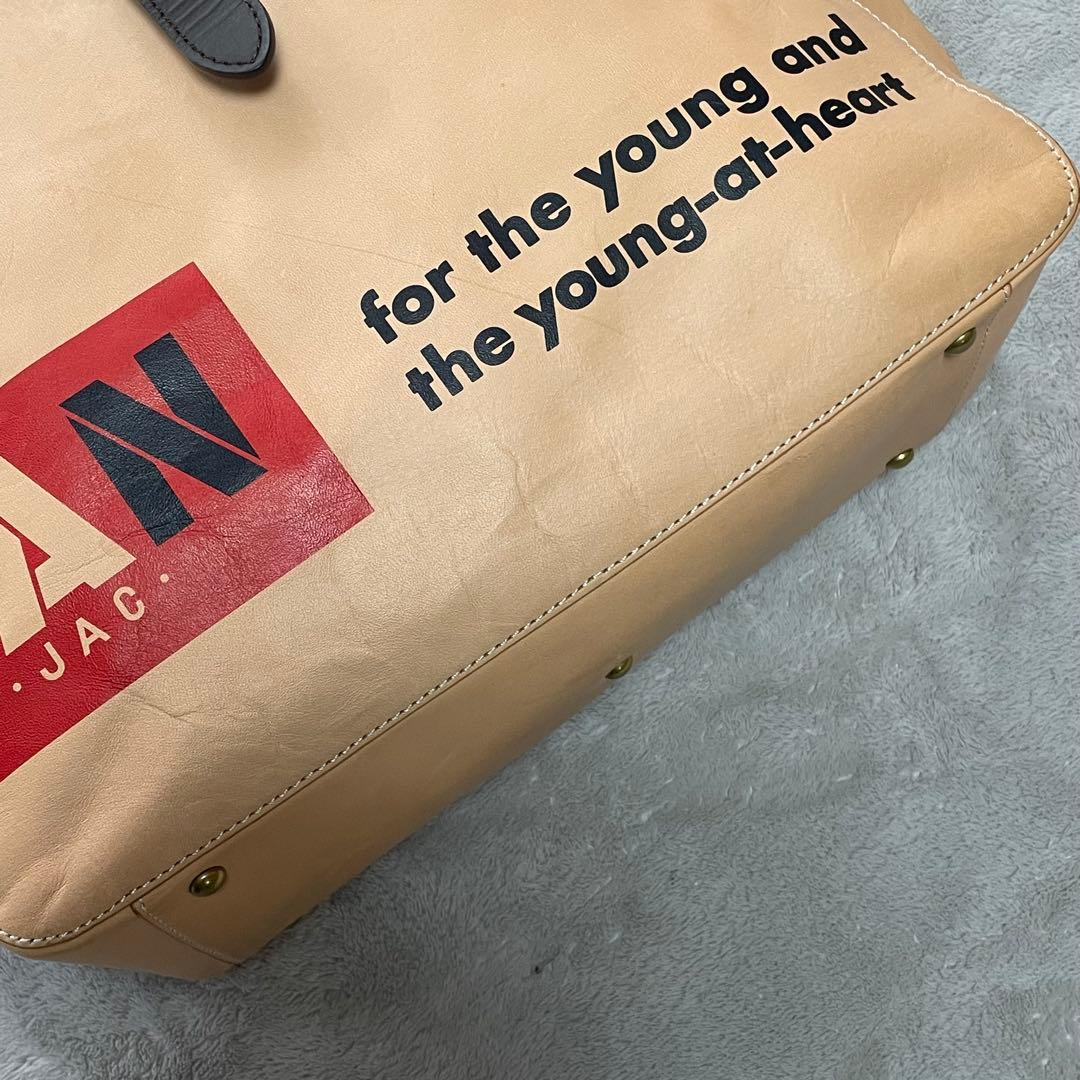 for the young and
the young-at-heart
AN
·JAC·